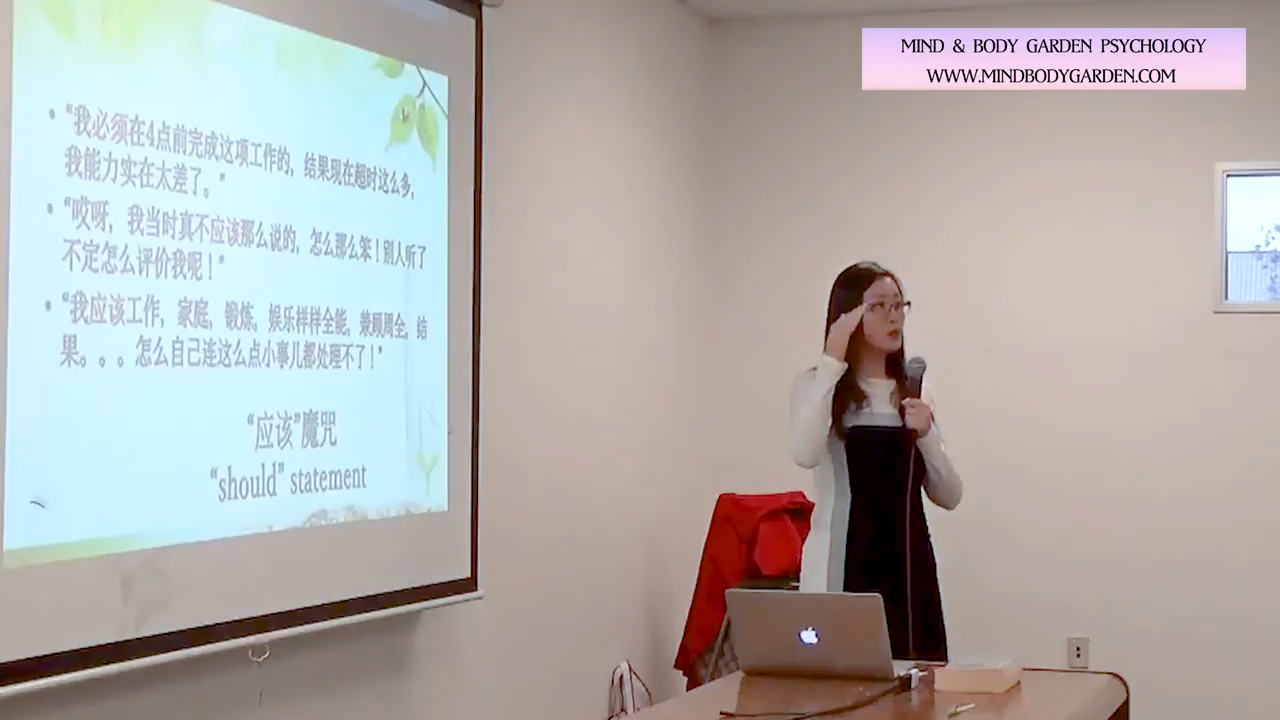 MIND & BODY GARDEN PSYCHOLOGY
WWW.MINDBODYGARDEN.COM
• “我必须在4点前完成这项工作的，结果现在超时这么多，
我能力实在太差了。”
• “哎呀，我当时真不应该那么说的，怎么那么笨！别人听了
不定怎么评价我呢！”
• “我应该工作，家庭，锻炼，娱乐样样全能，兼顾周全，结
果。。。怎么自己连这么点小事儿都处理不了！”
“应该”魔咒
“should” statement